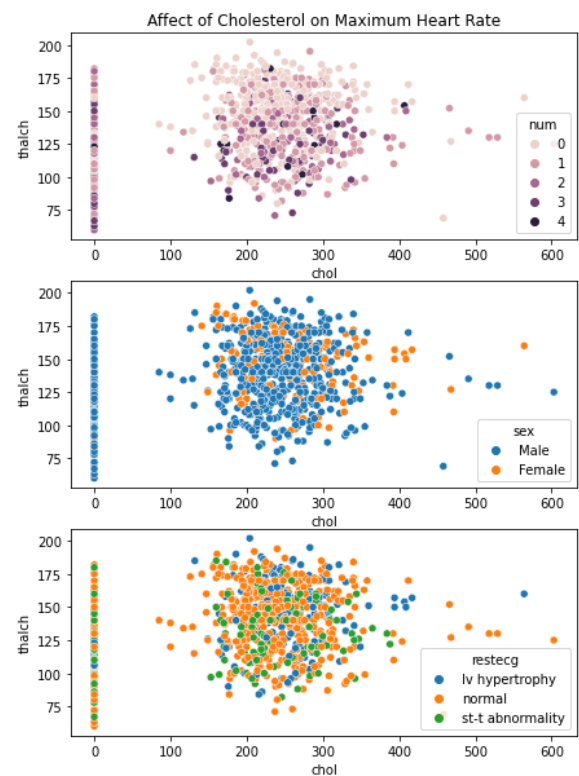 Affect of Cholesterol on Maximum Heart Rate
200
175
150
125
100
75
thalch
num
0
1
2
3
4
0 100 200 300 400 500 600
chol
200
175
150
125
100
75
thalch
sex
Male
Female
0 100 200 300 400 500 600
chol
200
175
150
125
100
75
thalch
restecg
lv hypertrophy
normal
st-t abnormality
0 100 200 300 400 500 600
chol